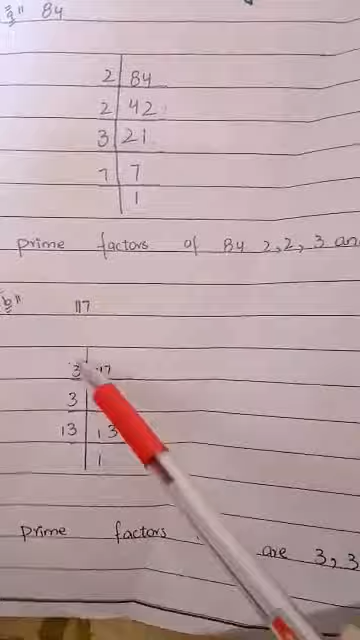 "a" 84
2 84
2 42
3 21
7 7
1
prime factors of 84 2,2, 3 an
"b" 117
3 117
3
13 13
1
prime factors are 3, 3